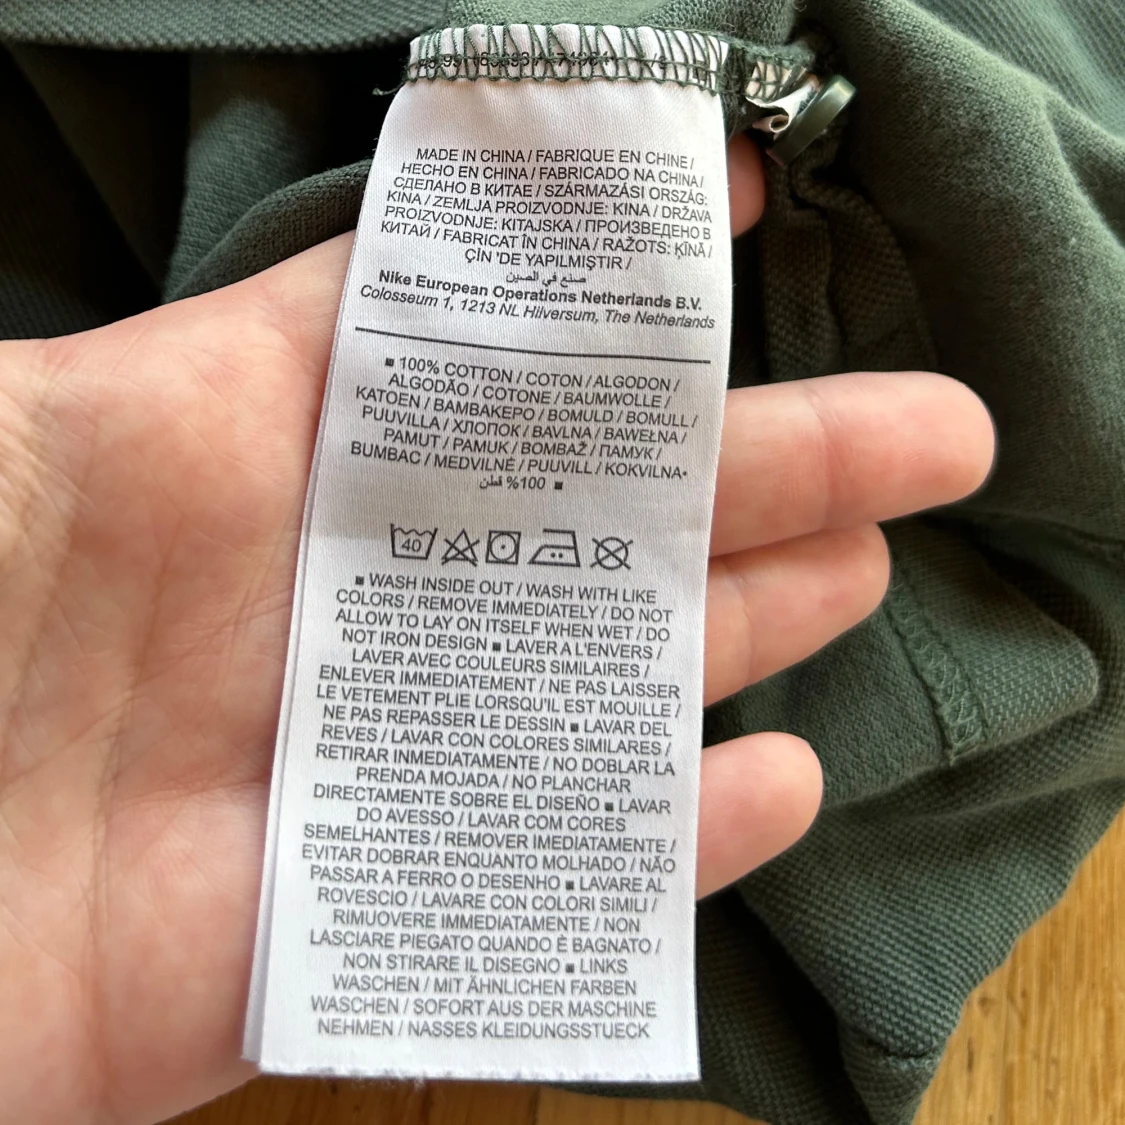 MADE IN CHINA / FABRIQUE EN CHINE /
HECHO EN CHINA / FABRICADO NA CHINA /
СДЕЛАНО В КИТАЕ / SZÁRMAZÁSI ORSZÁG:
KINA / ZEMLJA PROIZVODNJE: KINA / DRŽAVA
PROIZVODNJE: KITAJSKA / ПРОИЗВЕДЕНО В
КИТАЙ / FABRICAT ÎN CHINA / RAŽOTS: ĶĪNĀ /
ÇİN 'DE YAPILMIŞTIR /
صنع في الصين
Nike European Operations Netherlands B.V.
Colosseum 1, 1213 NL Hilversum, The Netherlands
■ 100% COTTON / COTON / ALGODON /
ALGODÃO / COTONE / BAUMWOLLE /
KATOEN / BAMBAKEPO / BOMULD / BOMULL /
PUUVILLA / ХЛОПОК / BAVLNA / BAWEŁNA /
PAMUT / PAMUK / BOMBAŽ / ПАМУК /
BUMBAC / MEDVILNĖ / PUUVILL / KOKVILNA•
100% قطن ■
40
■ WASH INSIDE OUT / WASH WITH LIKE
COLORS / REMOVE IMMEDIATELY / DO NOT
ALLOW TO LAY ON ITSELF WHEN WET / DO
NOT IRON DESIGN ■ LAVER A L'ENVERS /
LAVER AVEC COULEURS SIMILAIRES /
ENLEVER IMMEDIATEMENT / NE PAS LAISSER
LE VETEMENT PLIE LORSQU'IL EST MOUILLE /
NE PAS REPASSER LE DESSIN ■ LAVAR DEL
REVES / LAVAR CON COLORES SIMILARES /
RETIRAR INMEDIATAMENTE / NO DOBLAR LA
PRENDA MOJADA / NO PLANCHAR
DIRECTAMENTE SOBRE EL DISEÑO ■ LAVAR
DO AVESSO / LAVAR COM CORES
SEMELHANTES / REMOVER IMEDIATAMENTE /
EVITAR DOBRAR ENQUANTO MOLHADO / NÃO
PASSAR A FERRO O DESENHO ■ LAVARE AL
ROVESCIO / LAVARE CON COLORI SIMILI /
RIMUOVERE IMMEDIATAMENTE / NON
LASCIARE PIEGATO QUANDO È BAGNATO /
NON STIRARE IL DISEGNO ■ LINKS
WASCHEN / MIT ÄHNLICHEN FARBEN
WASCHEN / SOFORT AUS DER MASCHINE
NEHMEN / NASSES KLEIDUNGSSTUECK